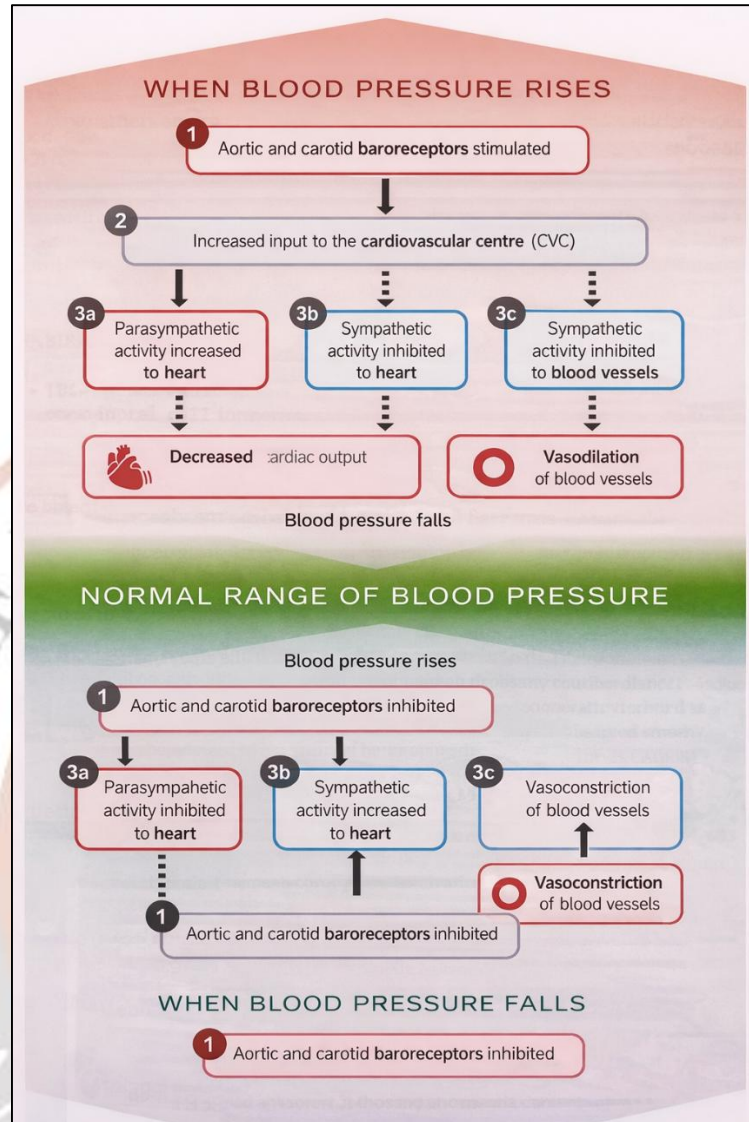 WHEN BLOOD PRESSURE RISES
1
Aortic and carotid baroreceptors stimulated
2
Increased input to the cardiovascular centre (CVC)
3a
Parasympathetic
activity increased
to heart
3b
Sympathetic
activity inhibited
to heart
3c
Sympathetic
activity inhibited
to blood vessels
Decreased cardiac output
Vasodilation
of blood vessels
Blood pressure falls
NORMAL RANGE OF BLOOD PRESSURE
Blood pressure rises
1
Aortic and carotid baroreceptors inhibited
3a
Parasympahetic
activity inhibited
to heart
3b
Sympathetic
activity increased
to heart
3c
Vasoconstriction
of blood vessels
Vasoconstriction
of blood vessels
1
Aortic and carotid baroreceptors inhibited
WHEN BLOOD PRESSURE FALLS
1
Aortic and carotid baroreceptors inhibited